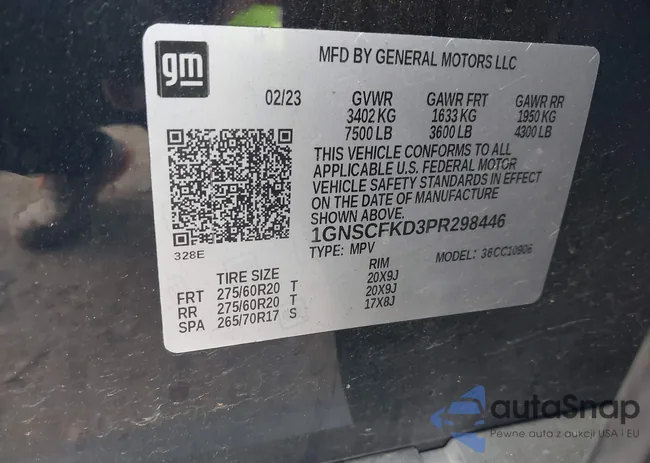 gm
MFD BY GENERAL MOTORS LLC
02/23 GVWR GAWR FRT GAWR RR
3402 KG 1633 KG 1950 KG
7500 LB 3600 LB 4300 LB
THIS VEHICLE CONFORMS TO ALL
APPLICABLE U.S. FEDERAL MOTOR
VEHICLE SAFETY STANDARDS IN EFFECT
ON THE DATE OF MANUFACTURE
SHOWN ABOVE.
1GNSCFKD3PR298446
328E TYPE: MPV MODEL: 36CC10906
TIRE SIZE RIM
FRT 275/60R20 T 20X9J
RR 275/60R20 T 20X9J
SPA 265/70R17 S 17X8J
autaSnap
Pewne auta z aukcji USA i EU